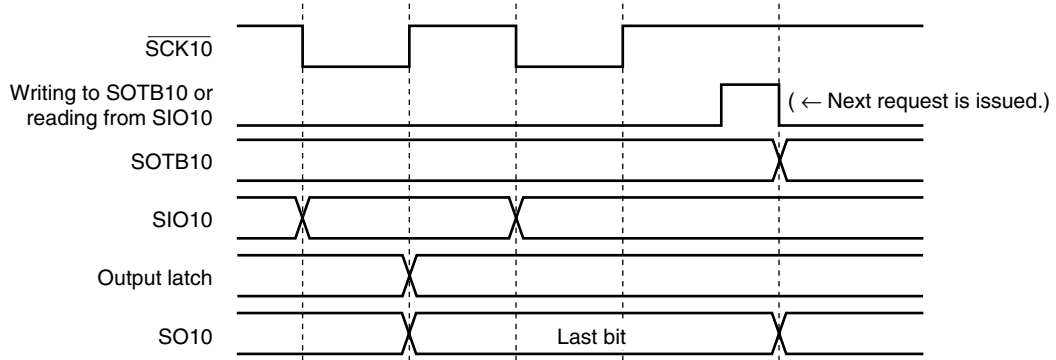 SCK10
Writing to SOTB10 or
reading from SIO10
( ← Next request is issued.)
SOTB10
SIO10
Output latch
SO10
Last bit